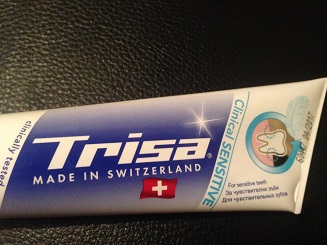 clinically tested
Trisa®
MADE IN SWITZERLAND
Clinical SENSITIVE
For sensitive teeth
За чувствителни зъби
Для чувствительных зубов